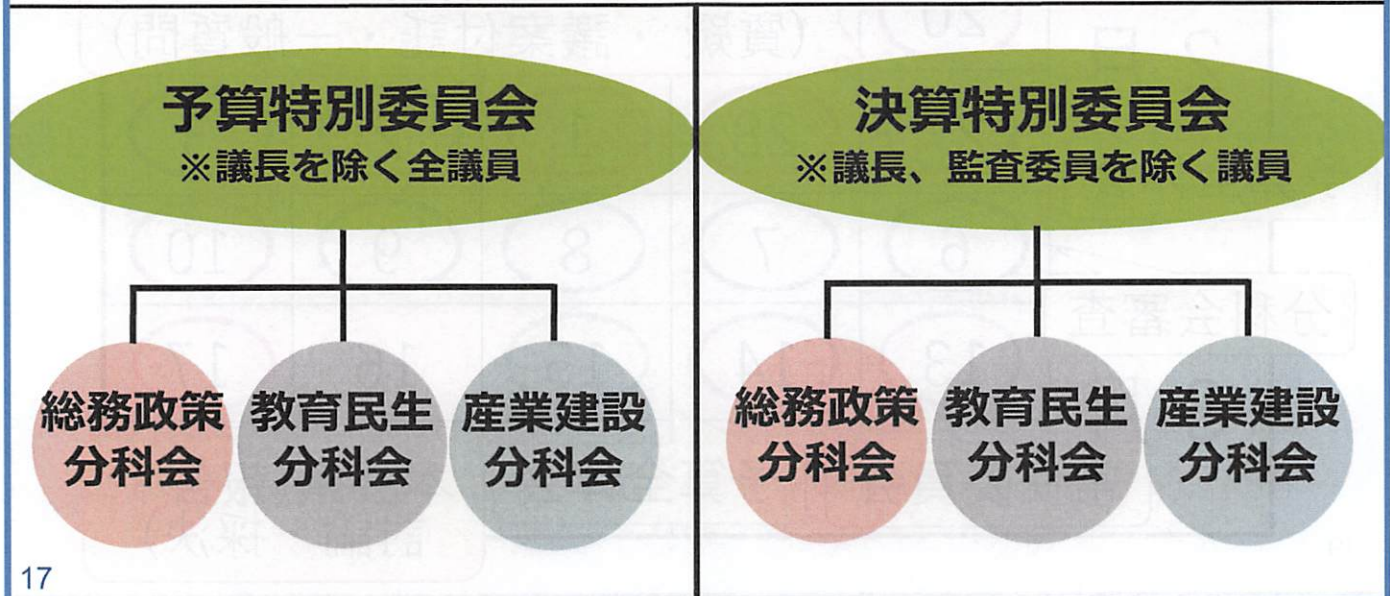 予算特別委員会
※議長を除く全議員
総務政策
分科会
教育民生
分科会
産業建設
分科会
決算特別委員会
※議長、監査委員を除く議員
総務政策
分科会
教育民生
分科会
産業建設
分科会
17